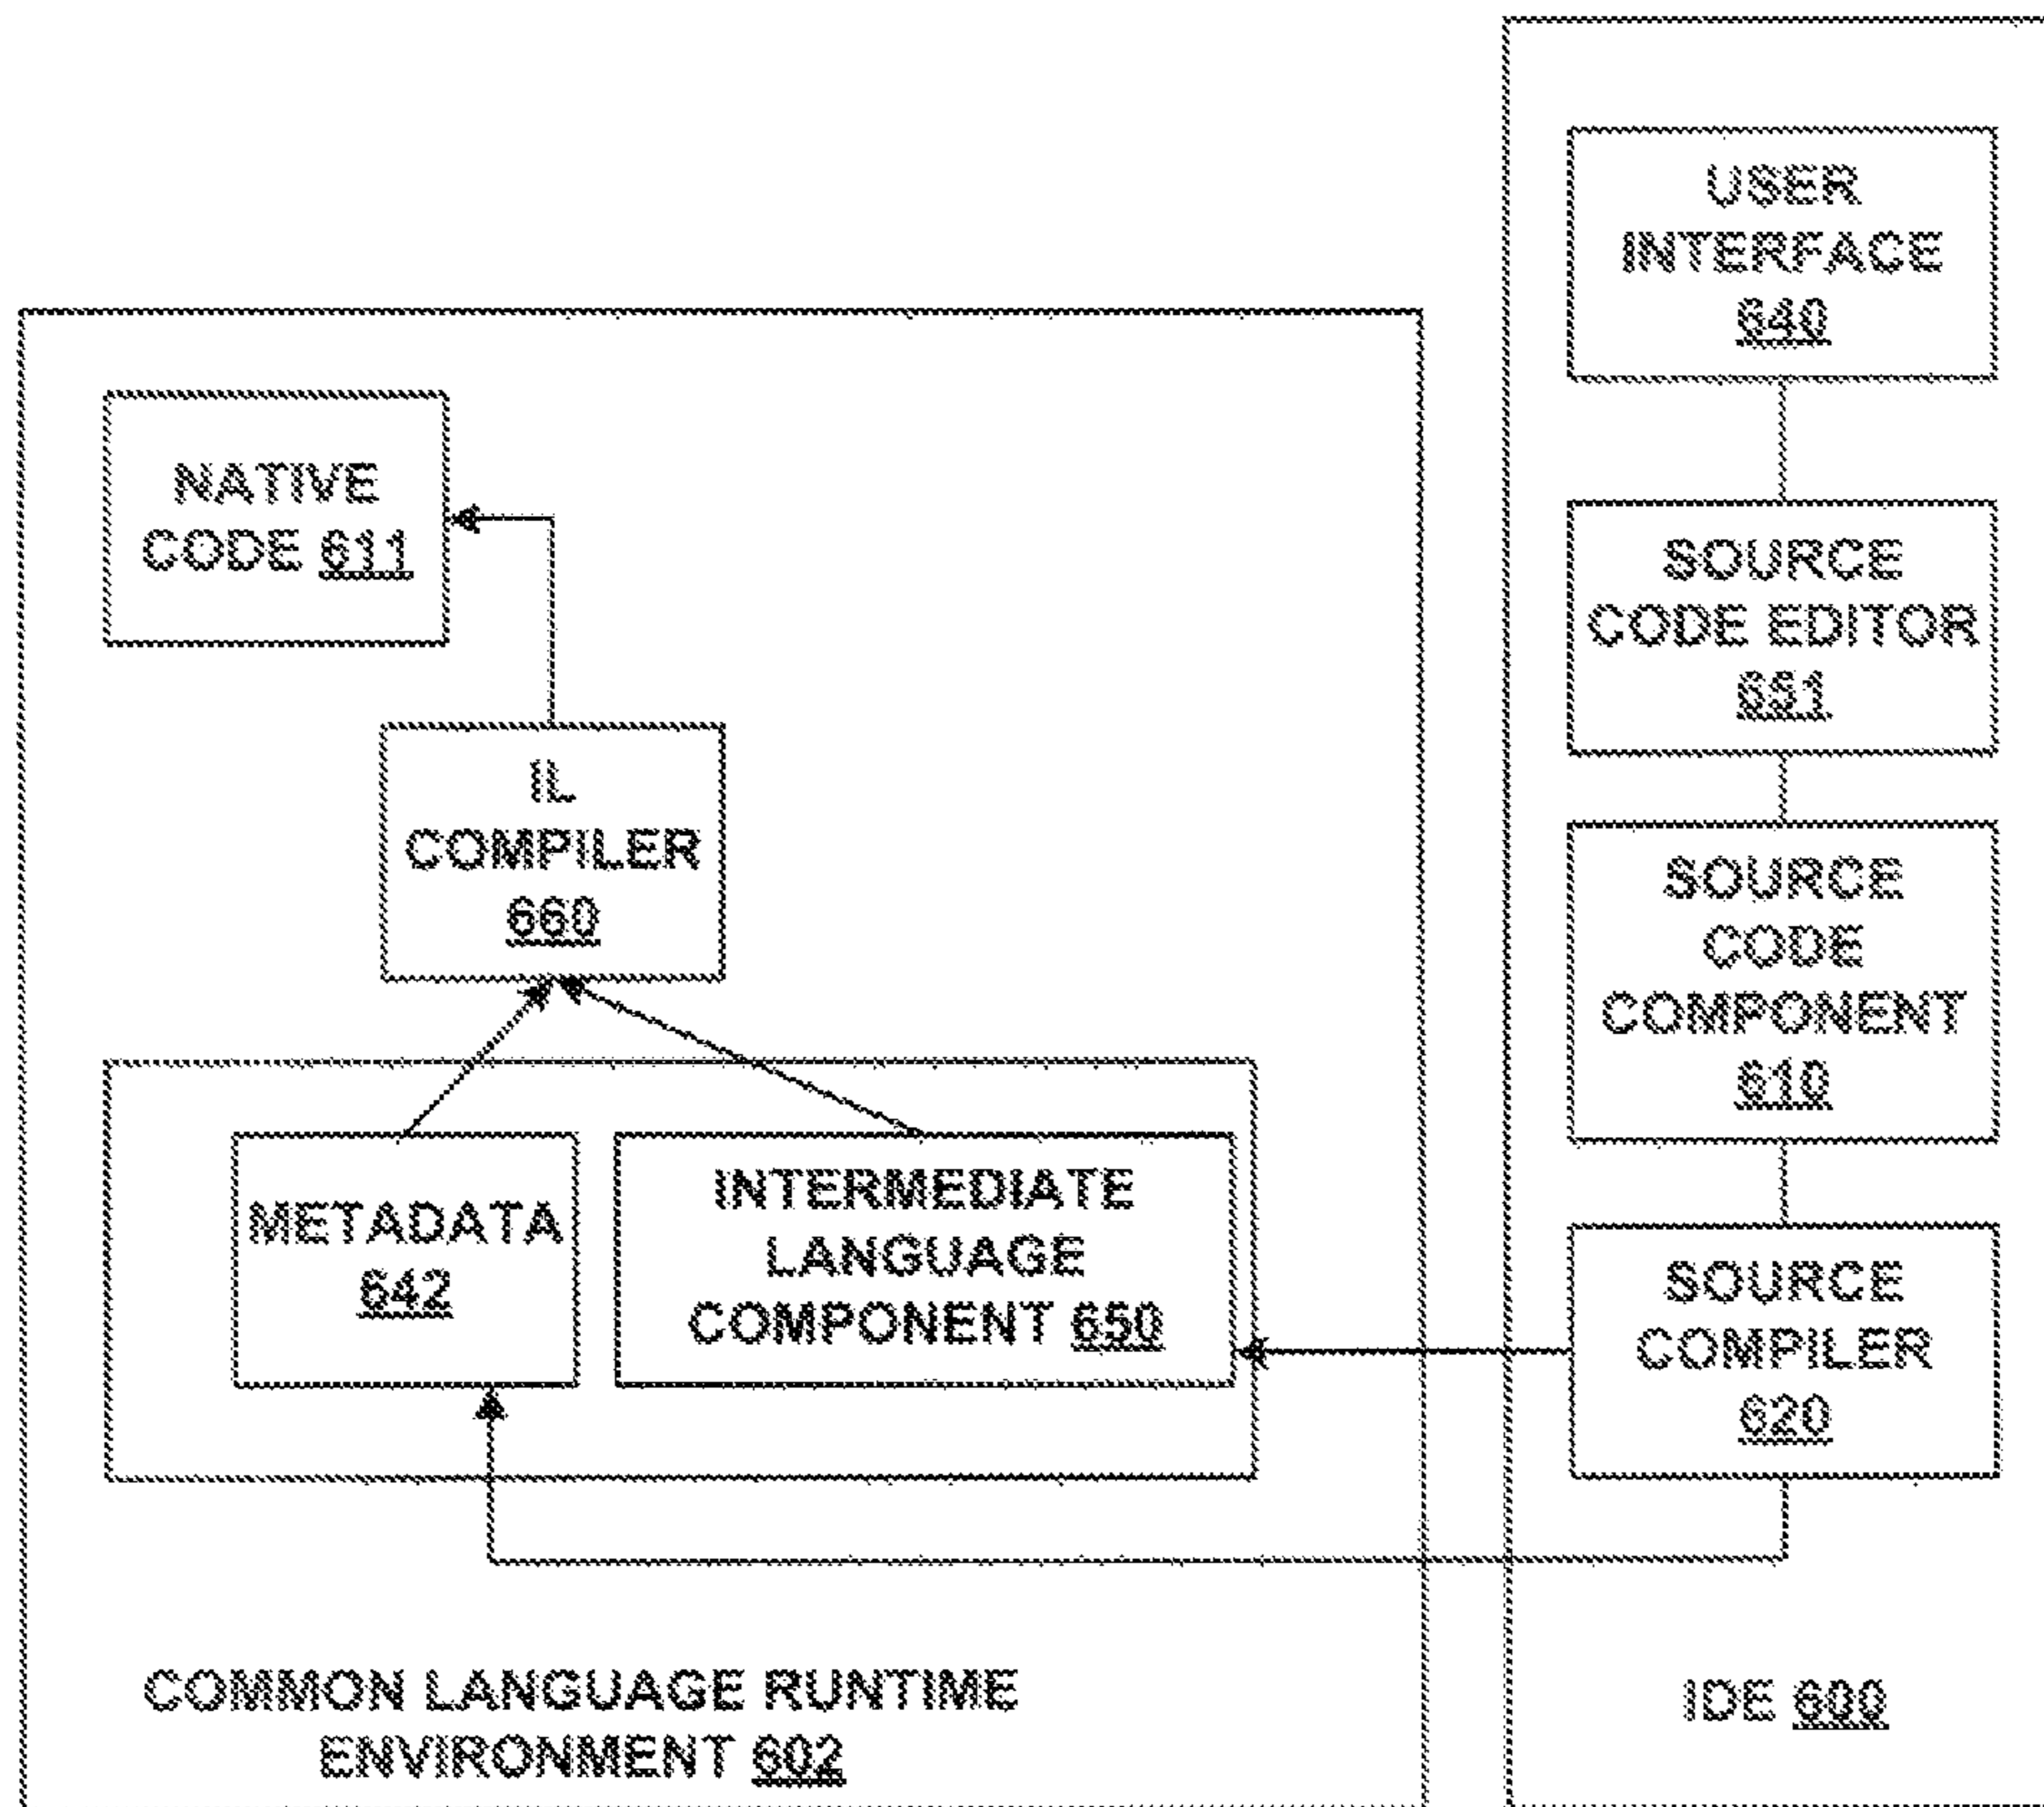 USER
INTERFACE
640
NATIVE
CODE 611
SOURCE
CODE EDITOR
651
IL
COMPILER
660
SOURCE
CODE
COMPONENT
610
METADATA
642
INTERMEDIATE
LANGUAGE
COMPONENT 650
SOURCE
COMPILER
620
COMMON LANGUAGE RUNTIME
ENVIRONMENT 602
IDE 600